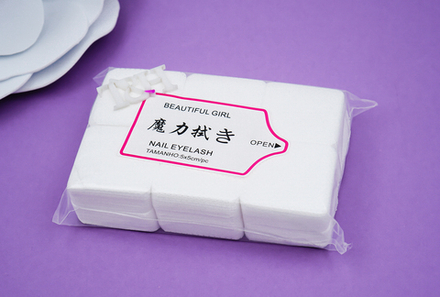 BEAUTIFUL GIRL
魔力拭き
OPEN▶
NAIL EYELASH
TAMANHO:5x5cm/pc